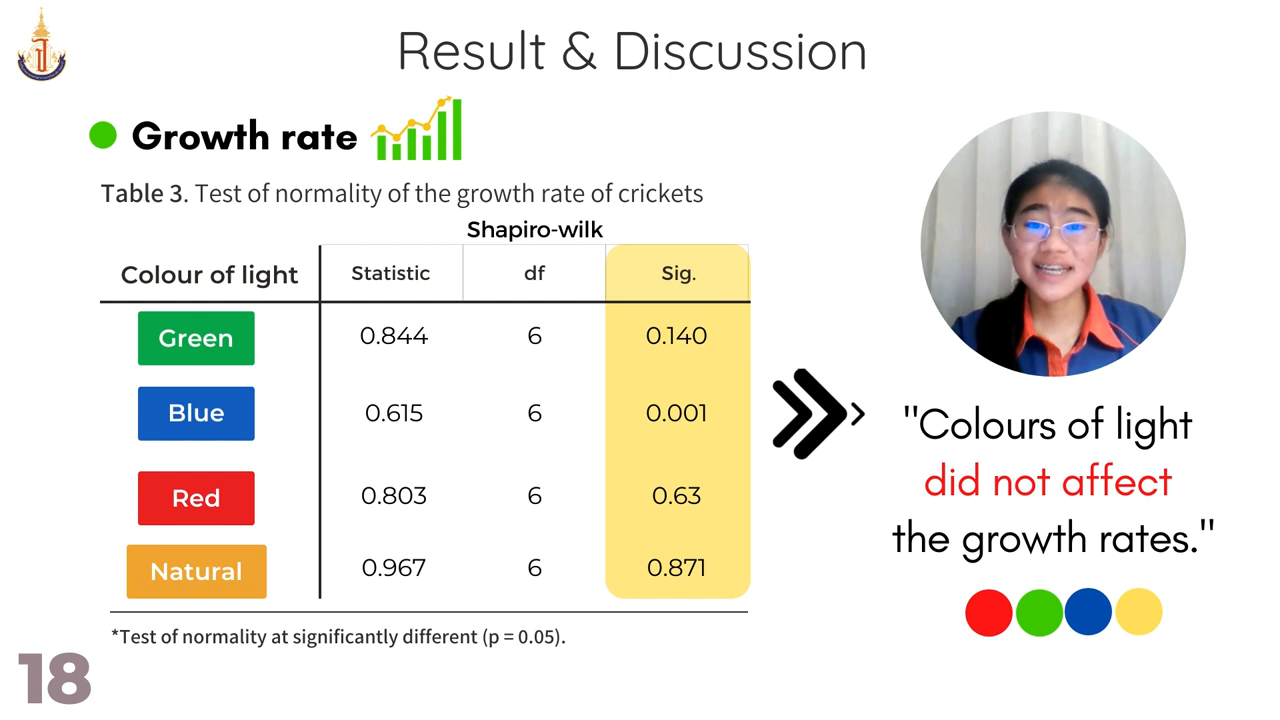 Result & Discussion
Growth rate
Table 3. Test of normality of the growth rate of crickets
Shapiro-wilk
Colour of light Statistic df Sig.
Green 0.844 6 0.140
Blue 0.615 6 0.001
Red 0.803 6 0.63
Natural 0.967 6 0.871
*Test of normality at significantly different (p = 0.05).
"Colours of light
did not affect
the growth rates."
18